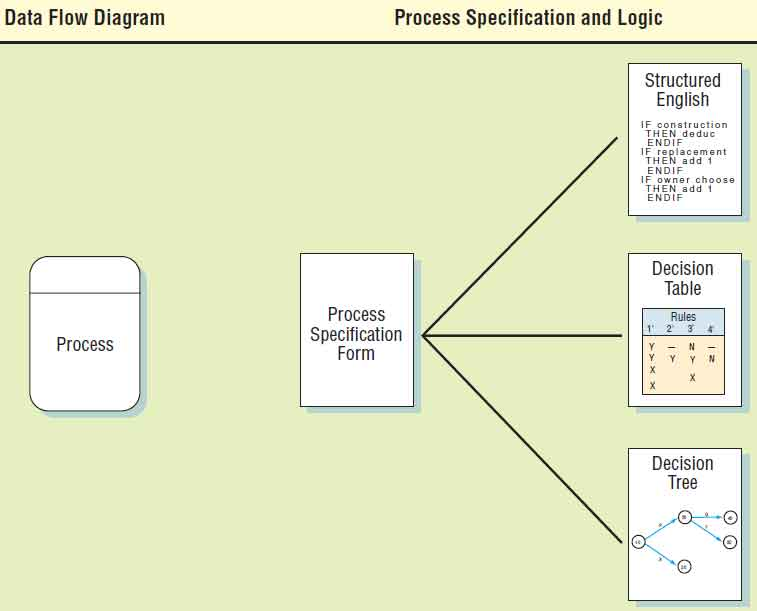 Data Flow Diagram
Process Specification and Logic
Structured
English
IF construction
THEN deduc
ENDIF
IF replacement
THEN add 1
ENDIF
IF owner choose
THEN add 1
ENDIF
Process
Process
Specification
Form
Decision
Table
Rules
1' 2' 3' 4'
Y — N —
Y Y Y N
X
X
X
Decision
Tree